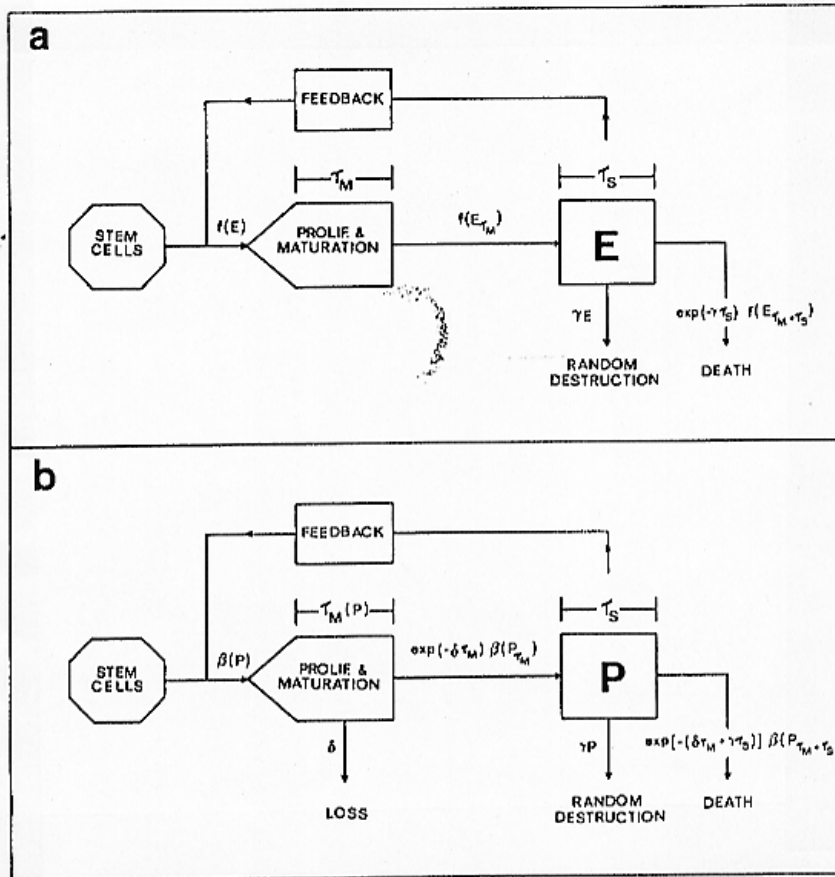 a
FEEDBACK
τM
τS
STEM
CELLS
f(E)
PROLIF &
MATURATION
f(EτM)
E
γE
exp(-γτS) f(EτM+τS)
RANDOM
DESTRUCTION
DEATH
b
FEEDBACK
τM(P)
τS
STEM
CELLS
β(P)
PROLIF &
MATURATION
exp(-δτM) β(PτM)
P
δ
γP
exp[-(δτM+γτS)] β(PτM+τS
LOSS
RANDOM
DESTRUCTION
DEATH